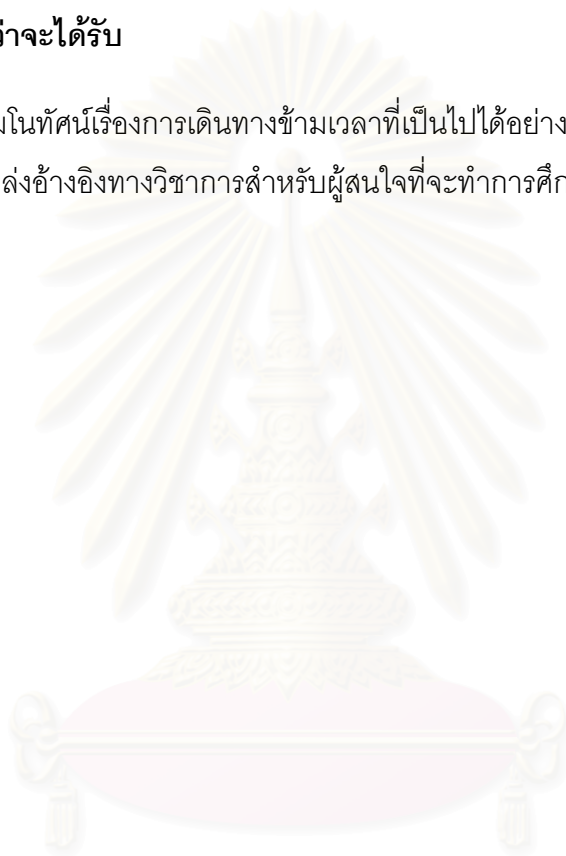 ว่าจะได้รับ
มโนทัศน์เรื่องการเดินทางข้ามเวลาที่เป็นไปได้อย่าง
ล่งอ้างอิงทางวิชาการสำหรับผู้สนใจที่จะทำการศึก